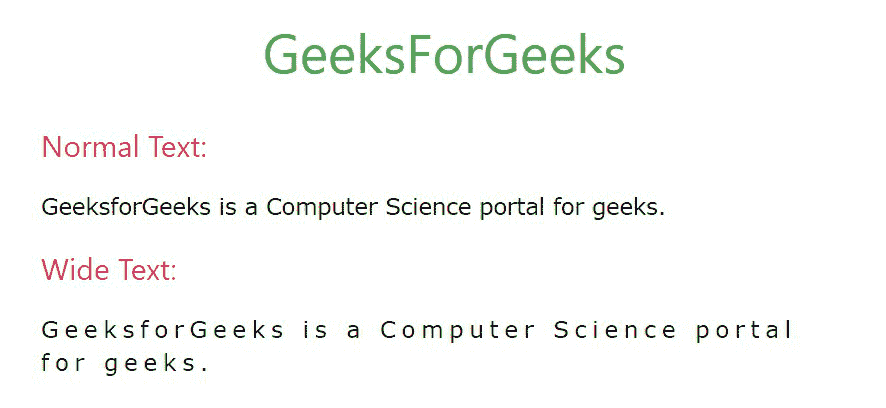 GeeksForGeeks
Normal Text:
GeeksforGeeks is a Computer Science portal for geeks.
Wide Text:
GeeksforGeeks is a Computer Science portal
for geeks.